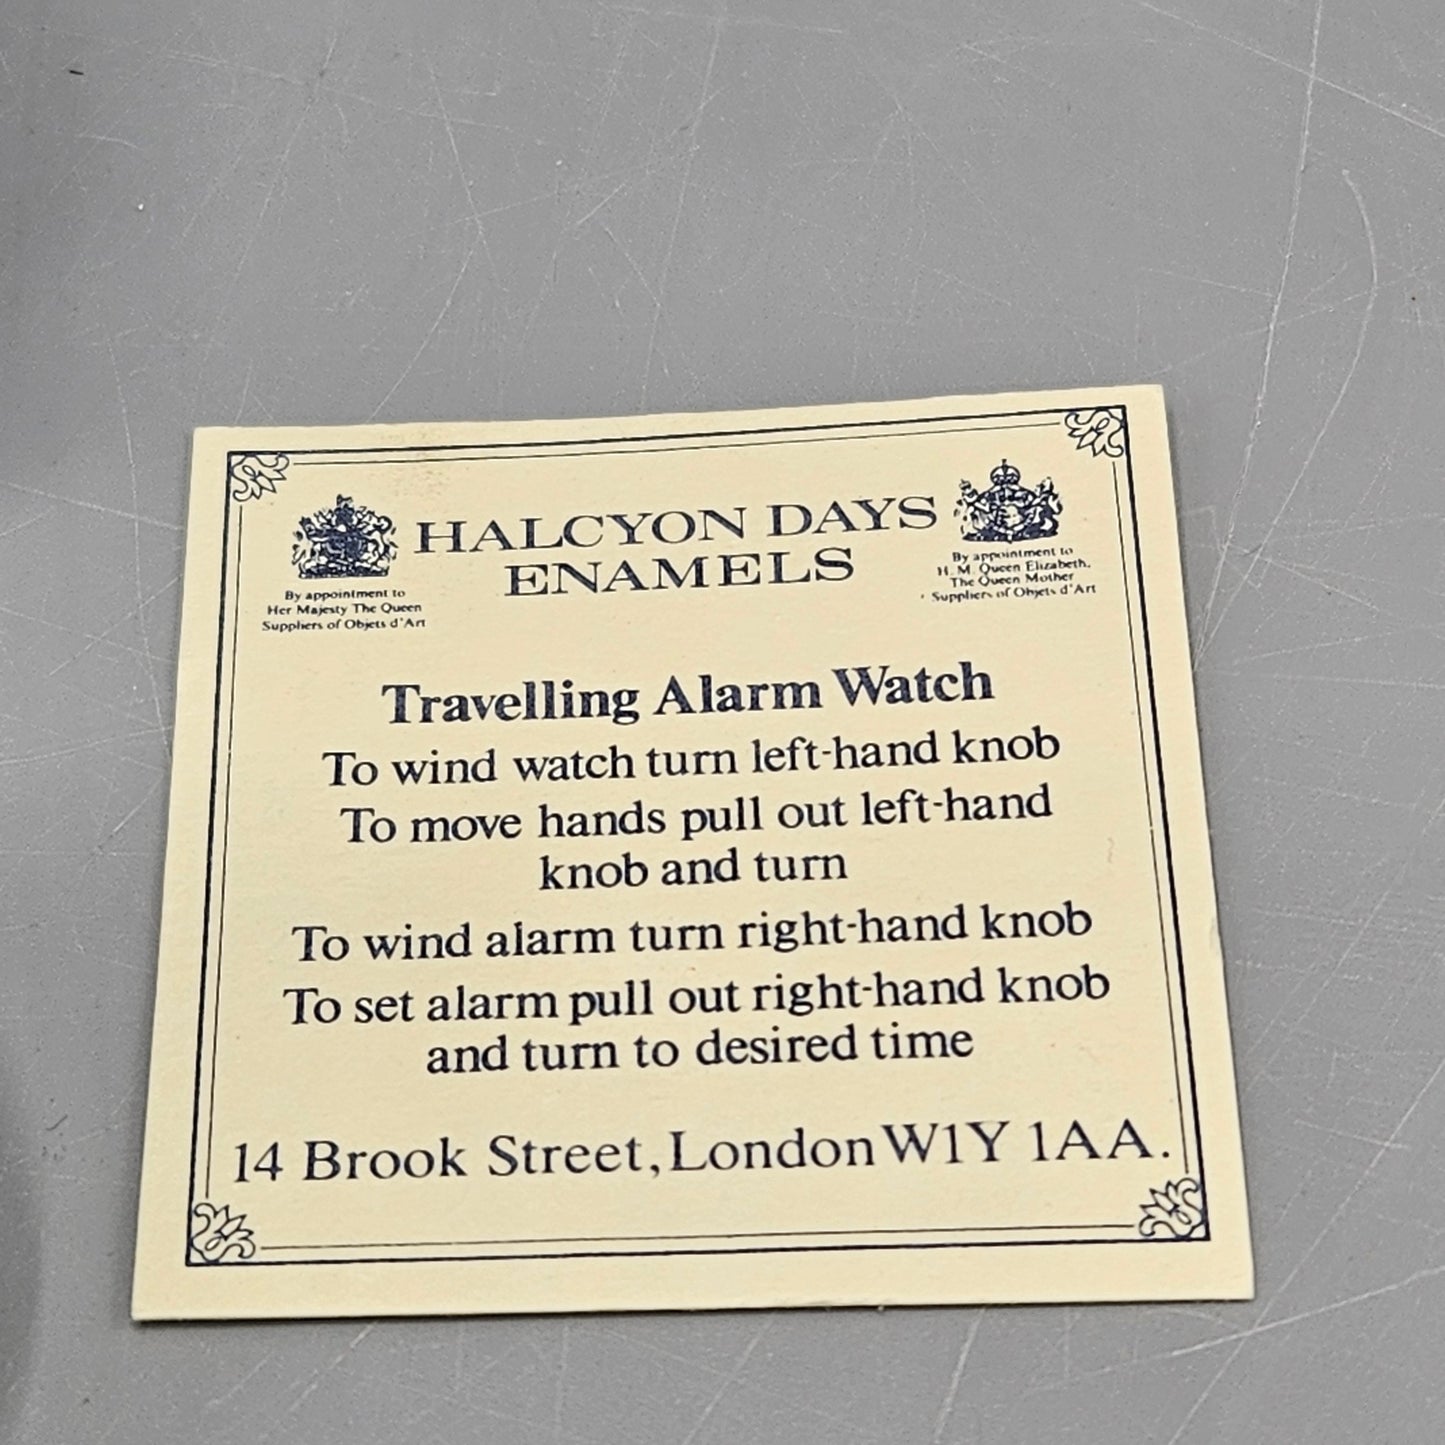 HALCYON DAYS
ENAMELS
By appointment to
Her Majesty The Queen
Suppliers of Objets d'Art
By appointment to
H. M. Queen Elizabeth,
The Queen Mother
Suppliers of Objets d'Art
Travelling Alarm Watch
To wind watch turn left-hand knob
To move hands pull out left-hand
knob and turn
To wind alarm turn right-hand knob
To set alarm pull out right-hand knob
and turn to desired time
14 Brook Street, London W1Y 1AA.